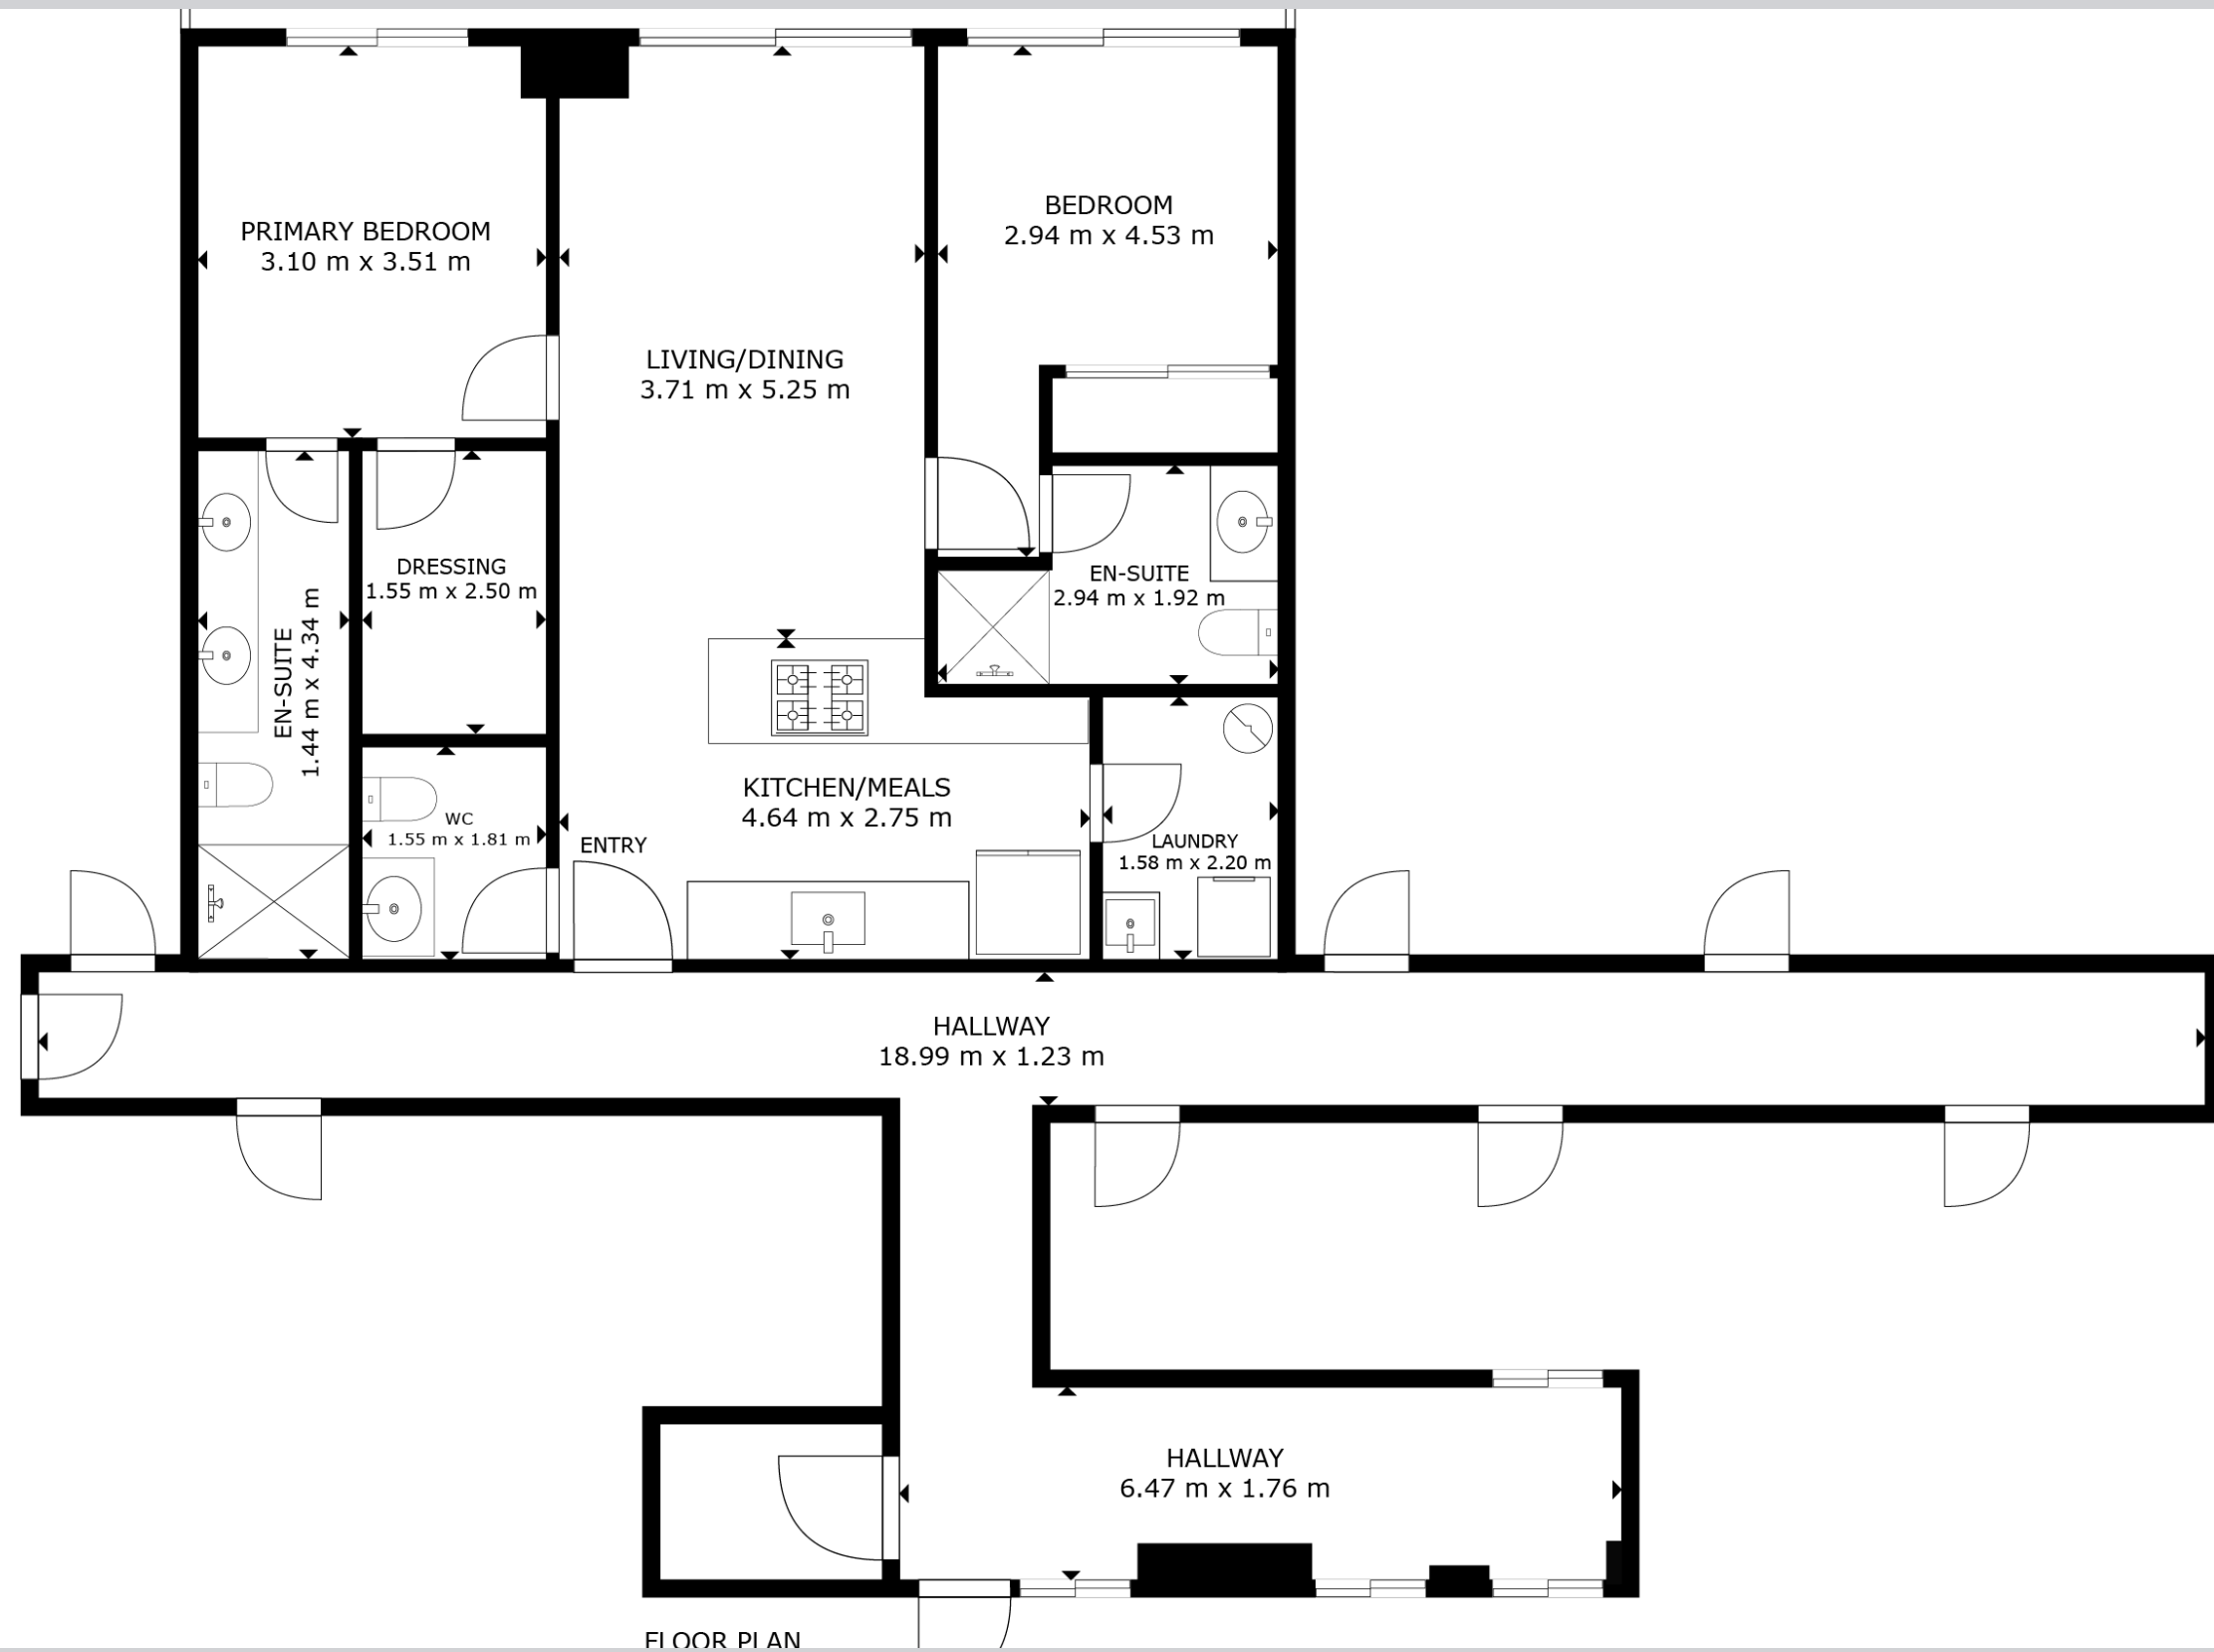 BEDROOM
2.94 m x 4.53 m
PRIMARY BEDROOM
3.10 m x 3.51 m
LIVING/DINING
3.71 m x 5.25 m
DRESSING
1.55 m x 2.50 m
EN-SUITE
2.94 m x 1.92 m
EN-SUITE
1.44 m x 4.34 m
KITCHEN/MEALS
4.64 m x 2.75 m
WC
1.55 m x 1.81 m
ENTRY
LAUNDRY
1.58 m x 2.20 m
HALLWAY
18.99 m x 1.23 m
HALLWAY
6.47 m x 1.76 m
FLOOR PLAN